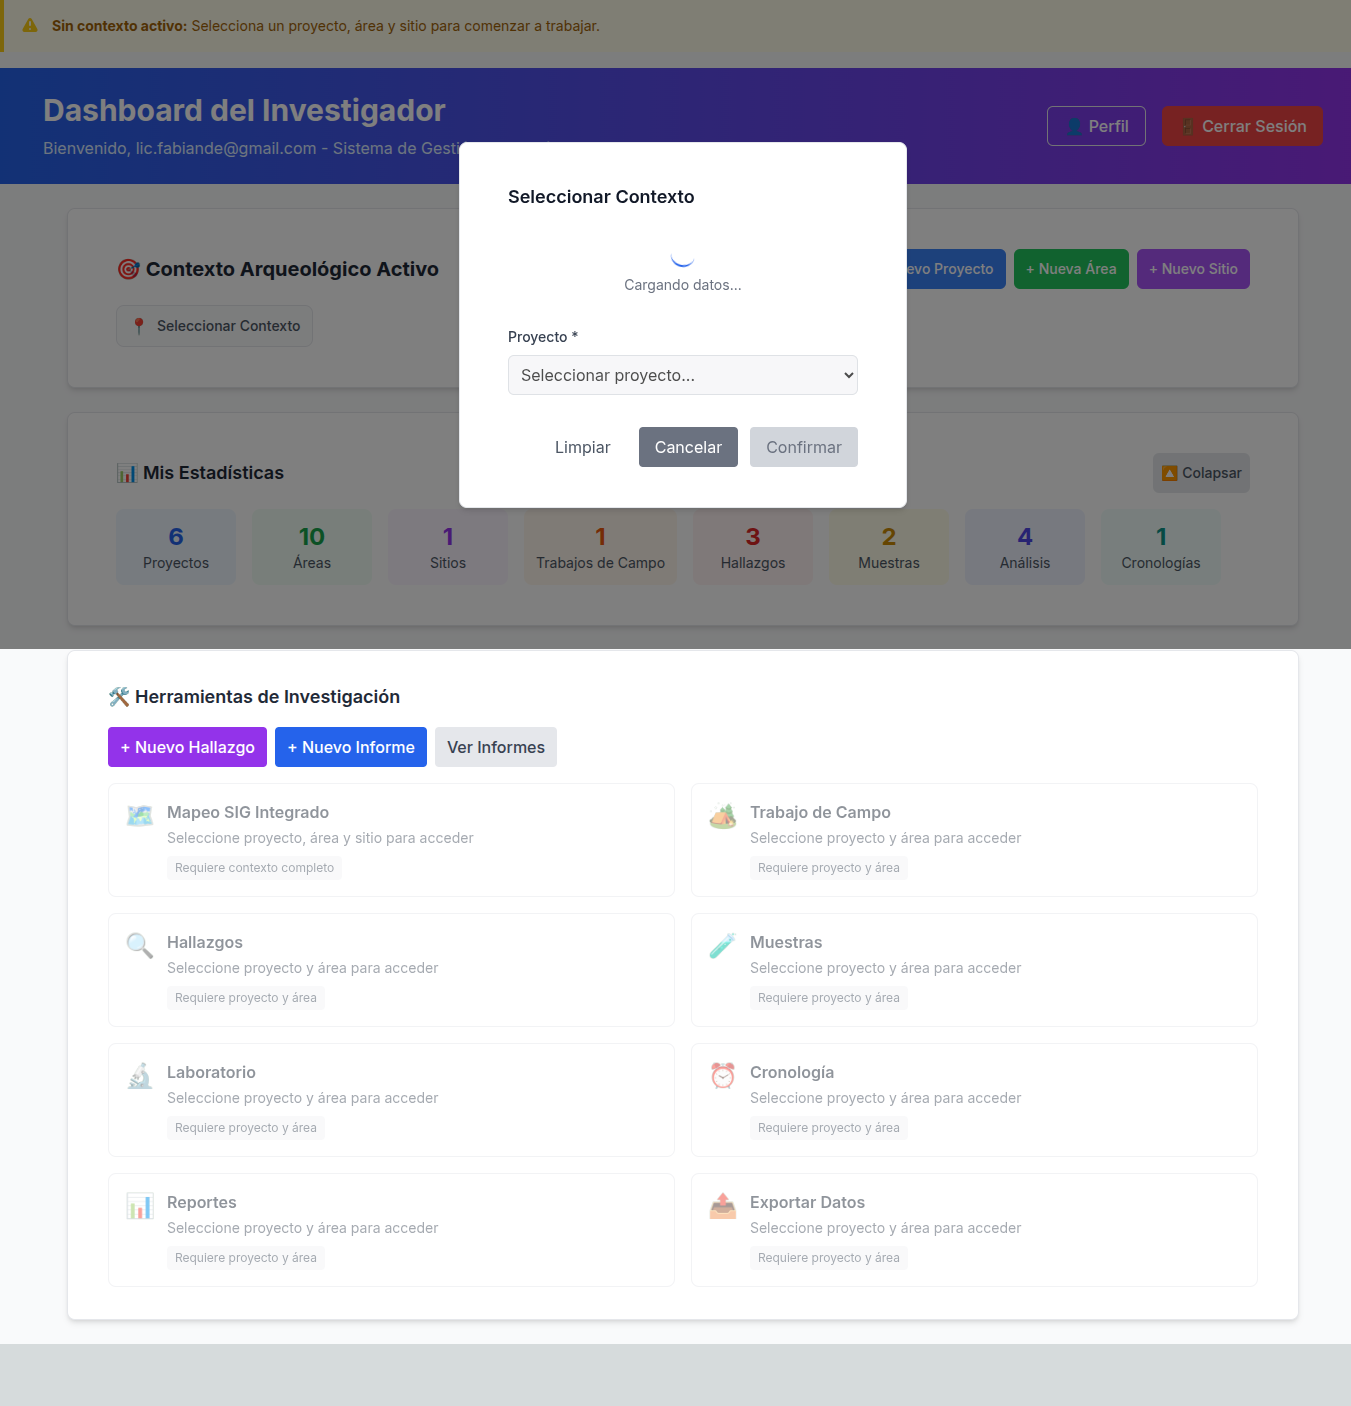 Sin contexto activo: Selecciona un proyecto, área y sitio para comenzar a trabajar.
Dashboard del Investigador
Bienvenido, lic.fabiande@gmail.com - Sistema de Gesti
Perfil
Cerrar Sesión
Seleccionar Contexto
Cargando datos...
Proyecto *
Seleccionar proyecto...
Limpiar
Cancelar
Confirmar
Contexto Arqueológico Activo
evo Proyecto
+ Nueva Área
+ Nuevo Sitio
Seleccionar Contexto
Mis Estadísticas
Colapsar
6
Proyectos
10
Áreas
1
Sitios
1
Trabajos de Campo
3
Hallazgos
2
Muestras
4
Análisis
1
Cronologías
Herramientas de Investigación
+ Nuevo Hallazgo
+ Nuevo Informe
Ver Informes
Mapeo SIG Integrado
Seleccione proyecto, área y sitio para acceder
Requiere contexto completo
Trabajo de Campo
Seleccione proyecto y área para acceder
Requiere proyecto y área
Hallazgos
Seleccione proyecto y área para acceder
Requiere proyecto y área
Muestras
Seleccione proyecto y área para acceder
Requiere proyecto y área
Laboratorio
Seleccione proyecto y área para acceder
Requiere proyecto y área
Cronología
Seleccione proyecto y área para acceder
Requiere proyecto y área
Reportes
Seleccione proyecto y área para acceder
Requiere proyecto y área
Exportar Datos
Seleccione proyecto y área para acceder
Requiere proyecto y área